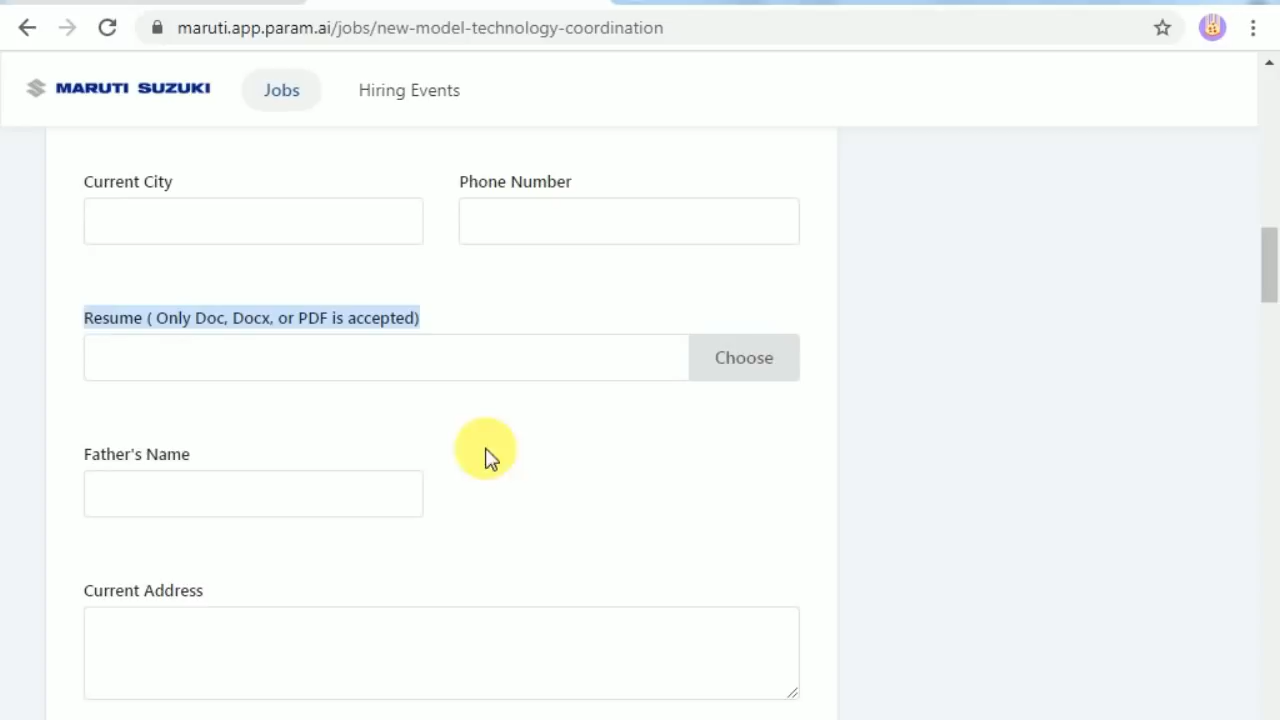 maruti.app.param.ai/jobs/new-model-technology-coordination
MARUTI SUZUKI Jobs Hiring Events
Current City Phone Number
Resume ( Only Doc, Docx, or PDF is accepted)
Choose
Father's Name
Current Address